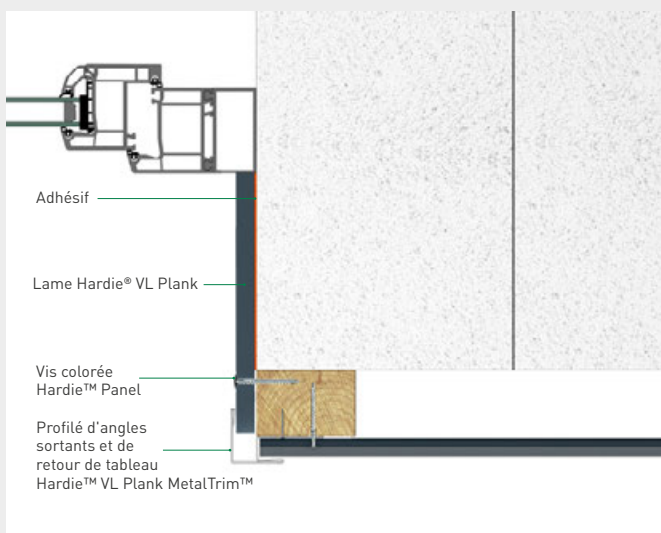 Adhésif
Lame Hardie® VL Plank
Vis colorée
Hardie™ Panel
Profilé d'angles
sortants et de
retour de tableau
Hardie™ VL Plank MetalTrim™